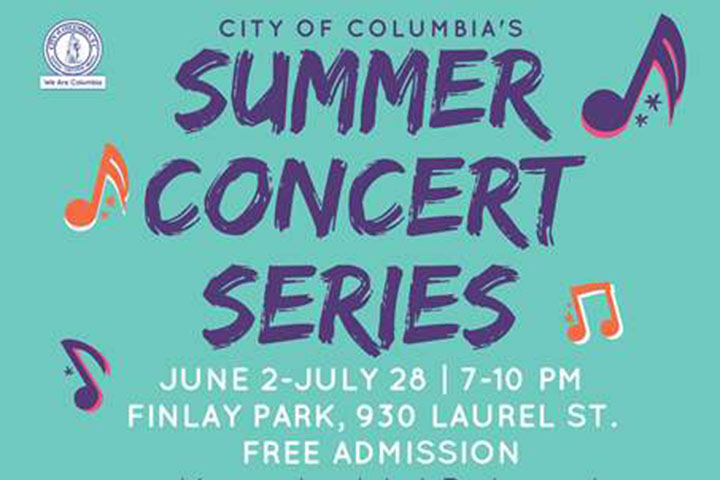 CITY OF COLUMBIA'S
SUMMER
CONCERT
SERIES
We Are Columbia
JUNE 2-JULY 28 | 7-10 PM
FINLAY PARK, 930 LAUREL ST.
FREE ADMISSION